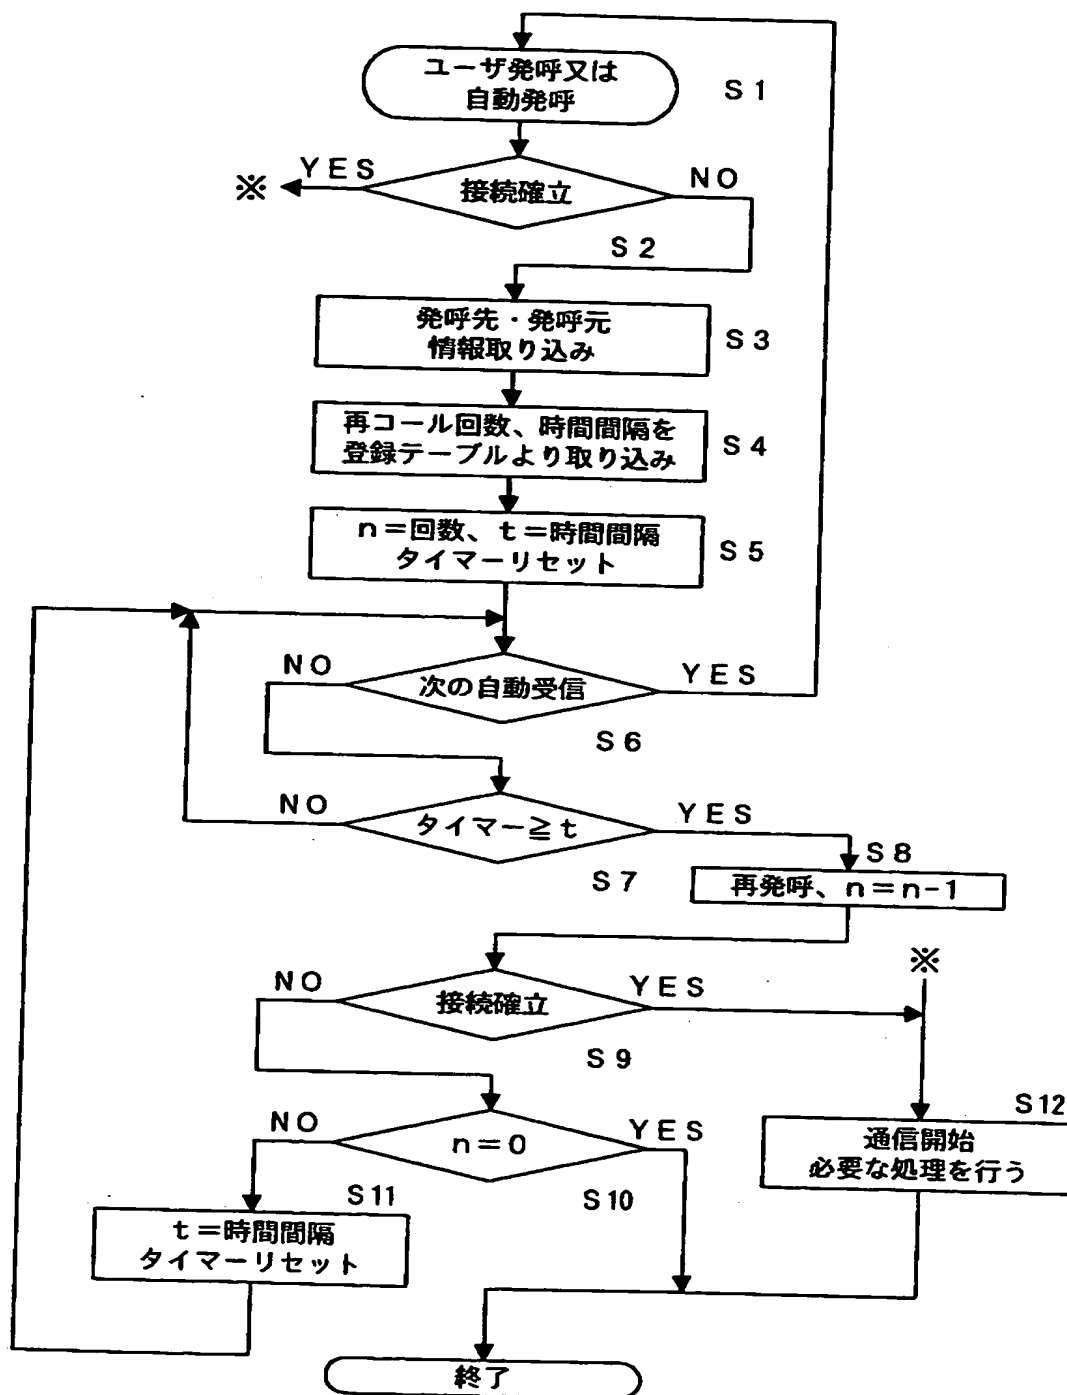 ユーザ発呼又は
自動発呼
S1
YES
※
接続確立
NO
S2
発呼先・発呼元
情報取り込み
S3
再コール回数、時間間隔を
登録テーブルより取り込み
S4
n=回数、t=時間間隔
タイマーリセット
S5
NO
次の自動受信
YES
S6
NO
タイマー≧t
YES
S7
S8
再発呼、n=n-1
※
NO
接続確立
YES
S9
NO
n=0
YES
S10
S12
通信開始
必要な処理を行う
S11
t=時間間隔
タイマーリセット
終了